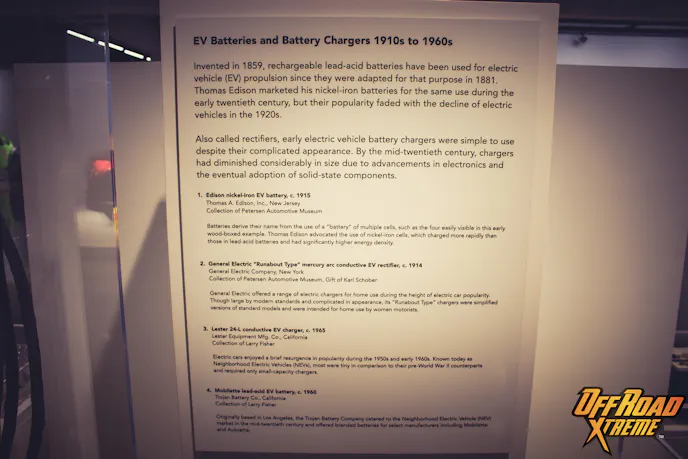 EV Batteries and Battery Chargers 1910s to 1960s
Invented in 1859, rechargeable lead-acid batteries have been used for electric
vehicle (EV) propulsion since they were adapted for that purpose in 1881.
Thomas Edison marketed his nickel-iron batteries for the same use during the
early twentieth century, but their popularity faded with the decline of electric
vehicles in the 1920s.
Also called rectifiers, early electric vehicle battery chargers were simple to use
despite their complicated appearance. By the mid-twentieth century, chargers
had diminished considerably in size due to advancements in electronics and
the eventual adoption of solid-state components.
1. Edison nickel-iron EV battery, c. 1915
Thomas A. Edison, Inc., New Jersey
Collection of Petersen Automotive Museum
Batteries derive their name from the use of a "battery" of multiple cells, such as the four easily visible in this early
wood-boxed example. Thomas Edison advocated the use of nickel-iron cells, which charged more rapidly than
those in lead-acid batteries and had significantly higher energy density.
2. General Electric "Runabout Type" mercury arc conductive EV rectifier, c. 1914
General Electric Company, New York
Collection of Petersen Automotive Museum, Gift of Karl Schober
General Electric offered a range of electric chargers for home use during the height of electric car popularity.
Though large by modern standards and complicated in appearance, its "Runabout Type" chargers were simplified
versions of standard models and were intended for home use by women motorists.
3. Lester 24-L conductive EV charger, c. 1965
Lester Equipment Mfg. Co., California
Collection of Larry Fisher
Electric cars enjoyed a brief resurgence in popularity during the 1950s and early 1960s. Known today as
Neighborhood Electric Vehicles (NEVs), most were tiny in comparison to their pre-World War II counterparts
and required only small-capacity chargers.
4. Mobilette lead-acid EV battery, c. 1960
Trojan Battery Co., California
Collection of Larry Fisher
Originally based in Los Angeles, the Trojan Battery Company catered to the Neighborhood Electric Vehicle (NEV)
market in the mid-twentieth century and offered branded batteries for select manufacturers including Mobilette
and Autoette.
OFF ROAD
XTREME